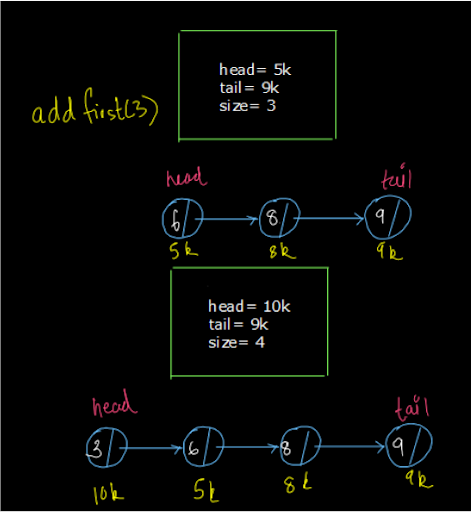 head= 5k
tail= 9k
size= 3
add first(3)
head tail
6 8 9
5k 8k 9k
head= 10k
tail= 9k
size= 4
head tail
3 6 8 9
10k 5k 8k 9k